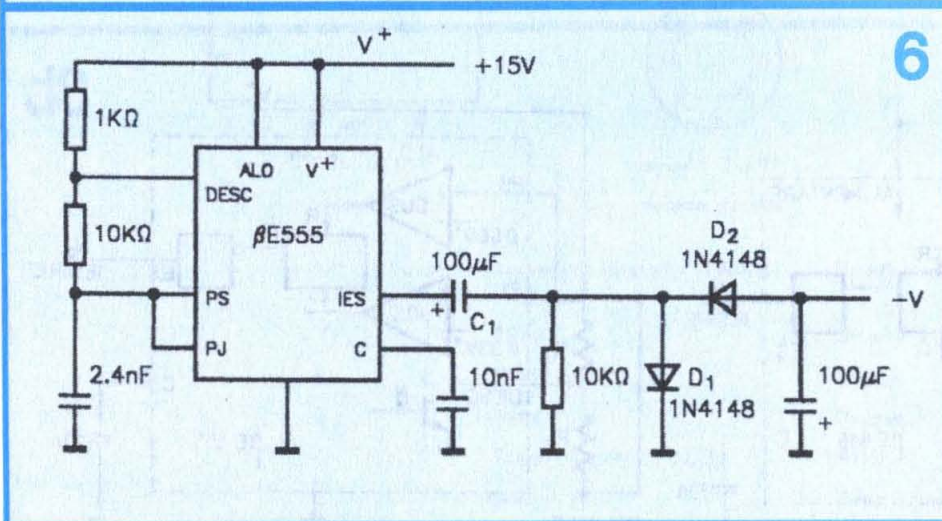 6
V+
+15V
1KΩ
ALO
V+
DESC
10KΩ
βE555
D2
1N4148
100μF
PS
IES
+
C1
-V
PJ
C
2.4nF
10nF
10KΩ
D1
1N4148
100μF
+